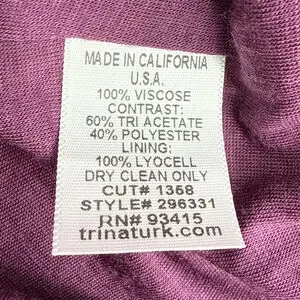 MADE IN CALIFORNIA
U.S.A.
100% VISCOSE
CONTRAST:
60% TRI ACETATE
40% POLYESTER
LINING:
100% LYOCELL
DRY CLEAN ONLY
CUT# 1368
STYLE# 296331
RN# 93415
trinaturk.com